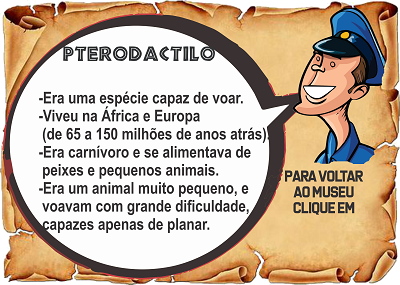 PTERODACTILO
-Era uma espécie capaz de voar.
-Viveu na África e Europa
(de 65 a 150 milhões de anos atrás).
-Era carnívoro e se alimentava de
peixes e pequenos animais.
-Era um animal muito pequeno, e
voavam com grande dificuldade,
capazes apenas de planar.
PARA VOLTAR
AO MUSEU
CLIQUE EM